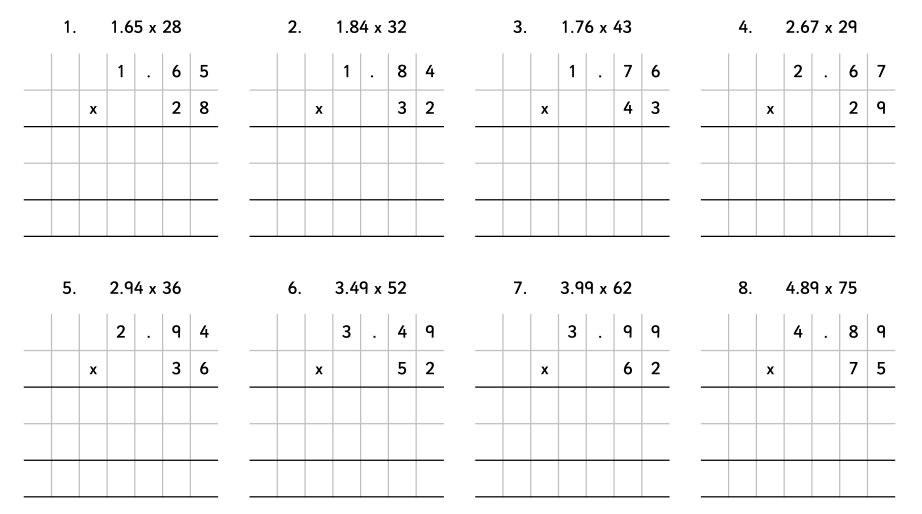 1. 1.65 x 28
1 . 6 5
x 2 8
2. 1.84 x 32
1 . 8 4
x 3 2
3. 1.76 x 43
1 . 7 6
x 4 3
4. 2.67 x 29
2 . 6 7
x 2 9
5. 2.94 x 36
2 . 9 4
x 3 6
6. 3.49 x 52
3 . 4 9
x 5 2
7. 3.99 x 62
3 . 9 9
x 6 2
8. 4.89 x 75
4 . 8 9
x 7 5